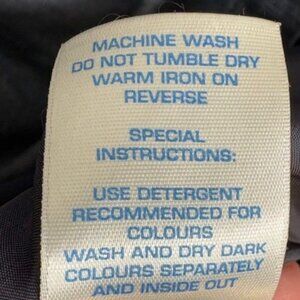 MACHINE WASH
DO NOT TUMBLE DRY
WARM IRON ON
REVERSE
SPECIAL
INSTRUCTIONS:
USE DETERGENT
RECOMMENDED FOR
COLOURS
WASH AND DRY DARK
COLOURS SEPARATELY
AND INSIDE OUT